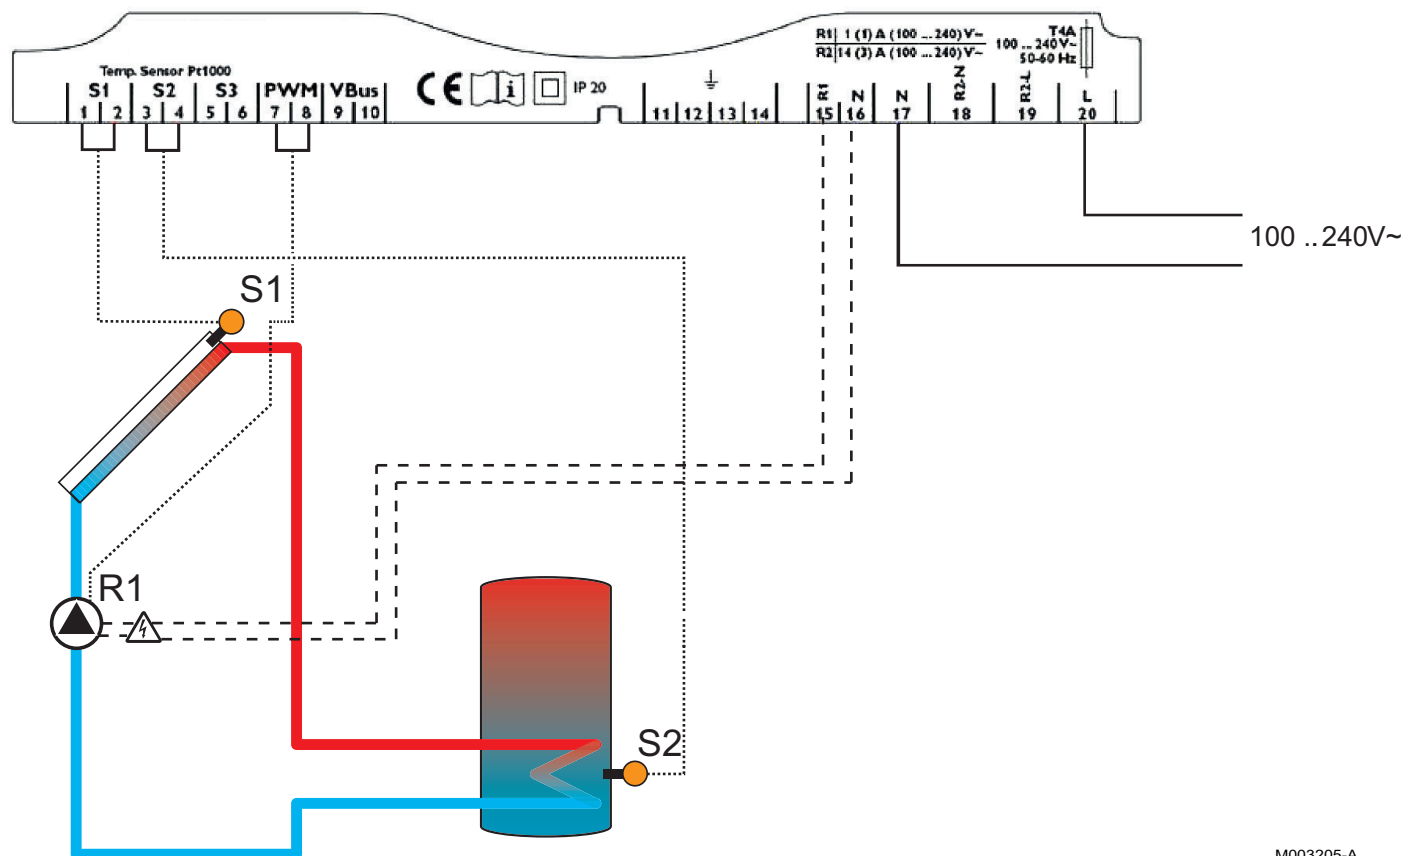 R1 1 (1) A (100 ... 240) V~
R2 14 (3) A (100 ... 240) V~
T4A
100 ... 240V~
50-60 Hz
Temp. Sensor Pt1000
S1 S2 S3 PWM VBus
CE i IP 20
R1 N N R2-N R2-L L
1 2 3 4 5 6 7 8 9 10 11 12 13 14 15 16 17 18 19 20
100 .. 240V~
S1
R1
S2
M003205-A